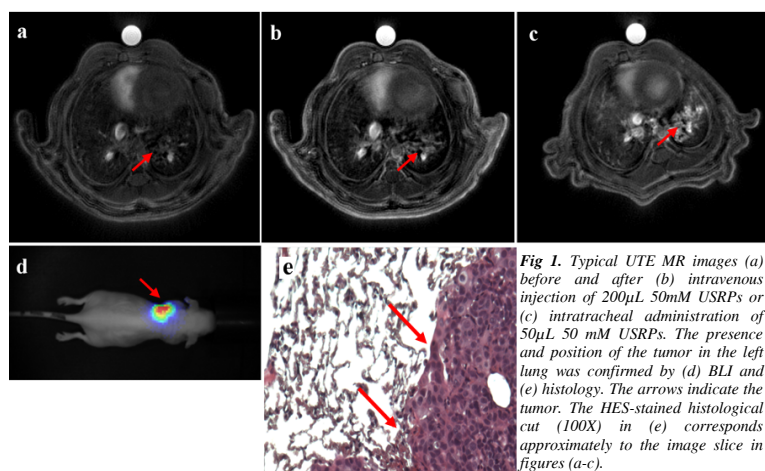 a
b
c
d
e
Fig 1. Typical UTE MR images (a)
before and after (b) intravenous
injection of 200µL 50mM USRPs or
(c) intratracheal administration of
50µL 50 mM USRPs. The presence
and position of the tumor in the left
lung was confirmed by (d) BLI and
(e) histology. The arrows indicate the
tumor. The HES-stained histological
cut (100X) in (e) corresponds
approximately to the image slice in
figures (a-c).